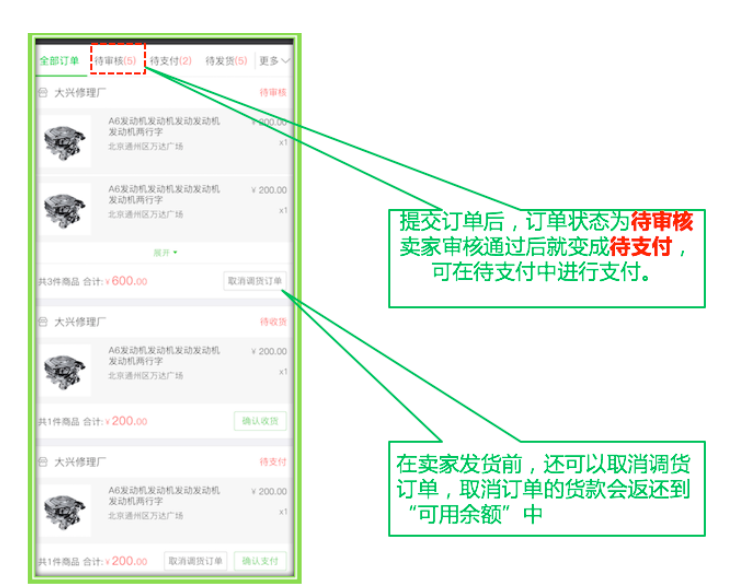 全部订单 待审核(5) 待支付(2) 待发货(5) 更多
大兴修理厂 待审核
A6发动机发动机发动发动机 ¥ 200.00
发动机两行字
北京通州区万达广场 x1
A6发动机发动机发动发动机 ¥ 200.00
发动机两行字
北京通州区万达广场 x1
展开
共3件商品 合计:¥600.00 取消调货订单
大兴修理厂 待收货
A6发动机发动机发动发动机 ¥ 200.00
发动机两行字
北京通州区万达广场 x1
共1件商品 合计:¥200.00 确认收货
大兴修理厂 待支付
A6发动机发动机发动发动机 ¥ 200.00
发动机两行字
北京通州区万达广场 x1
共1件商品 合计:¥200.00 取消调货订单 确认支付
提交订单后，订单状态为待审核
卖家审核通过后就变成待支付，
可在待支付中进行支付。
在卖家发货前，还可以取消调货
订单，取消订单的货款会返还到
“可用余额”中